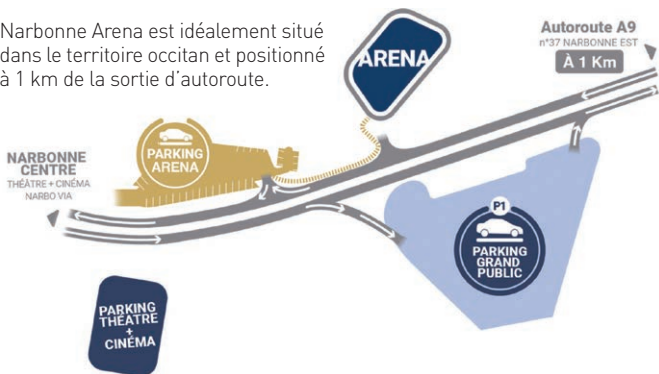 Narbonne Arena est idéalement situé
dans le territoire occitan et positionné
à 1 km de la sortie d’autoroute.
ARENA
Autoroute A9
n°37 NARBONNE EST
À 1 Km
PARKING
ARENA
NARBONNE
CENTRE
THÉÂTRE + CINÉMA
NARBO VIA
P1
PARKING
GRAND
PUBLIC
PARKING
THÉATRE
+
CINÉMA